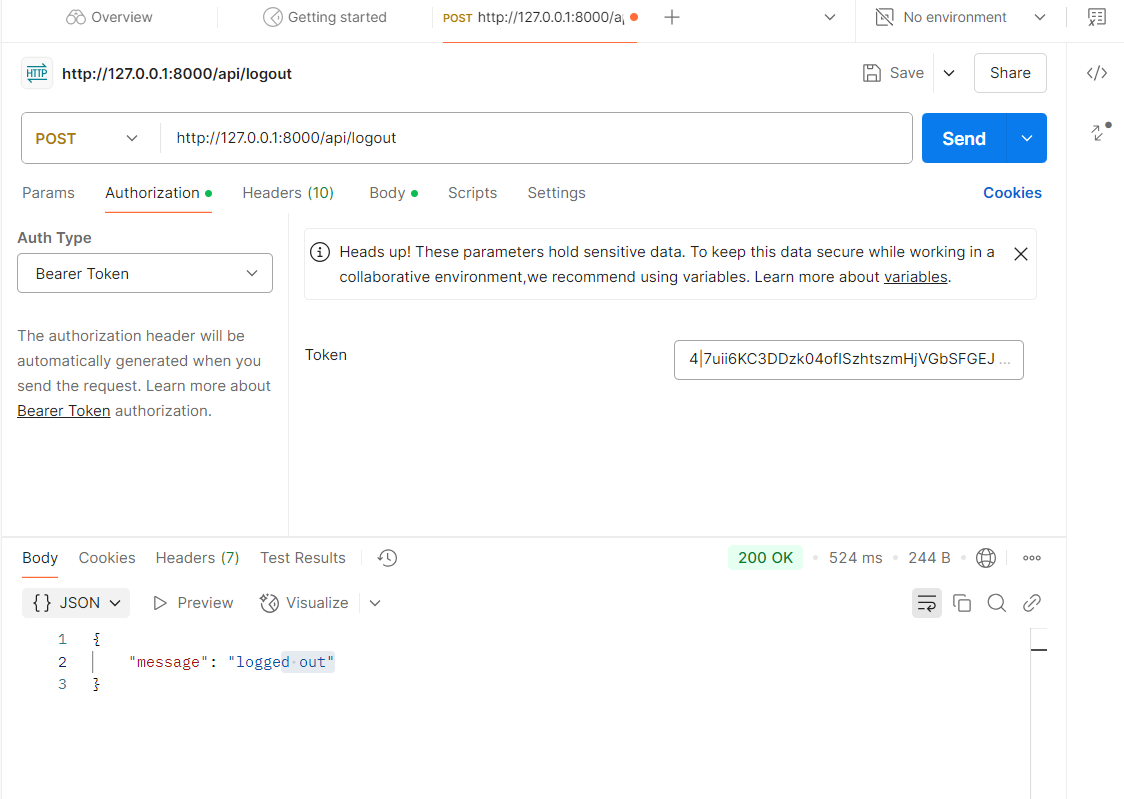 Overview
Getting started
POST http://127.0.0.1:8000/a
No environment
HTTP http://127.0.0.1:8000/api/logout
Save
Share
POST
http://127.0.0.1:8000/api/logout
Send
Params
Authorization
Headers (10)
Body
Scripts
Settings
Cookies
Auth Type
Bearer Token
The authorization header will be
automatically generated when you
send the request. Learn more about
Bearer Token authorization.
Heads up! These parameters hold sensitive data. To keep this data secure while working in a
collaborative environment,we recommend using variables. Learn more about variables.
Token
4|7uii6KC3DDzk04ofISzhtszmHjVGbSFGEJ ...
Body
Cookies
Headers (7)
Test Results
200 OK
524 ms
244 B
{} JSON
Preview
Visualize
1 {
2 "message": "logged out"
3 }